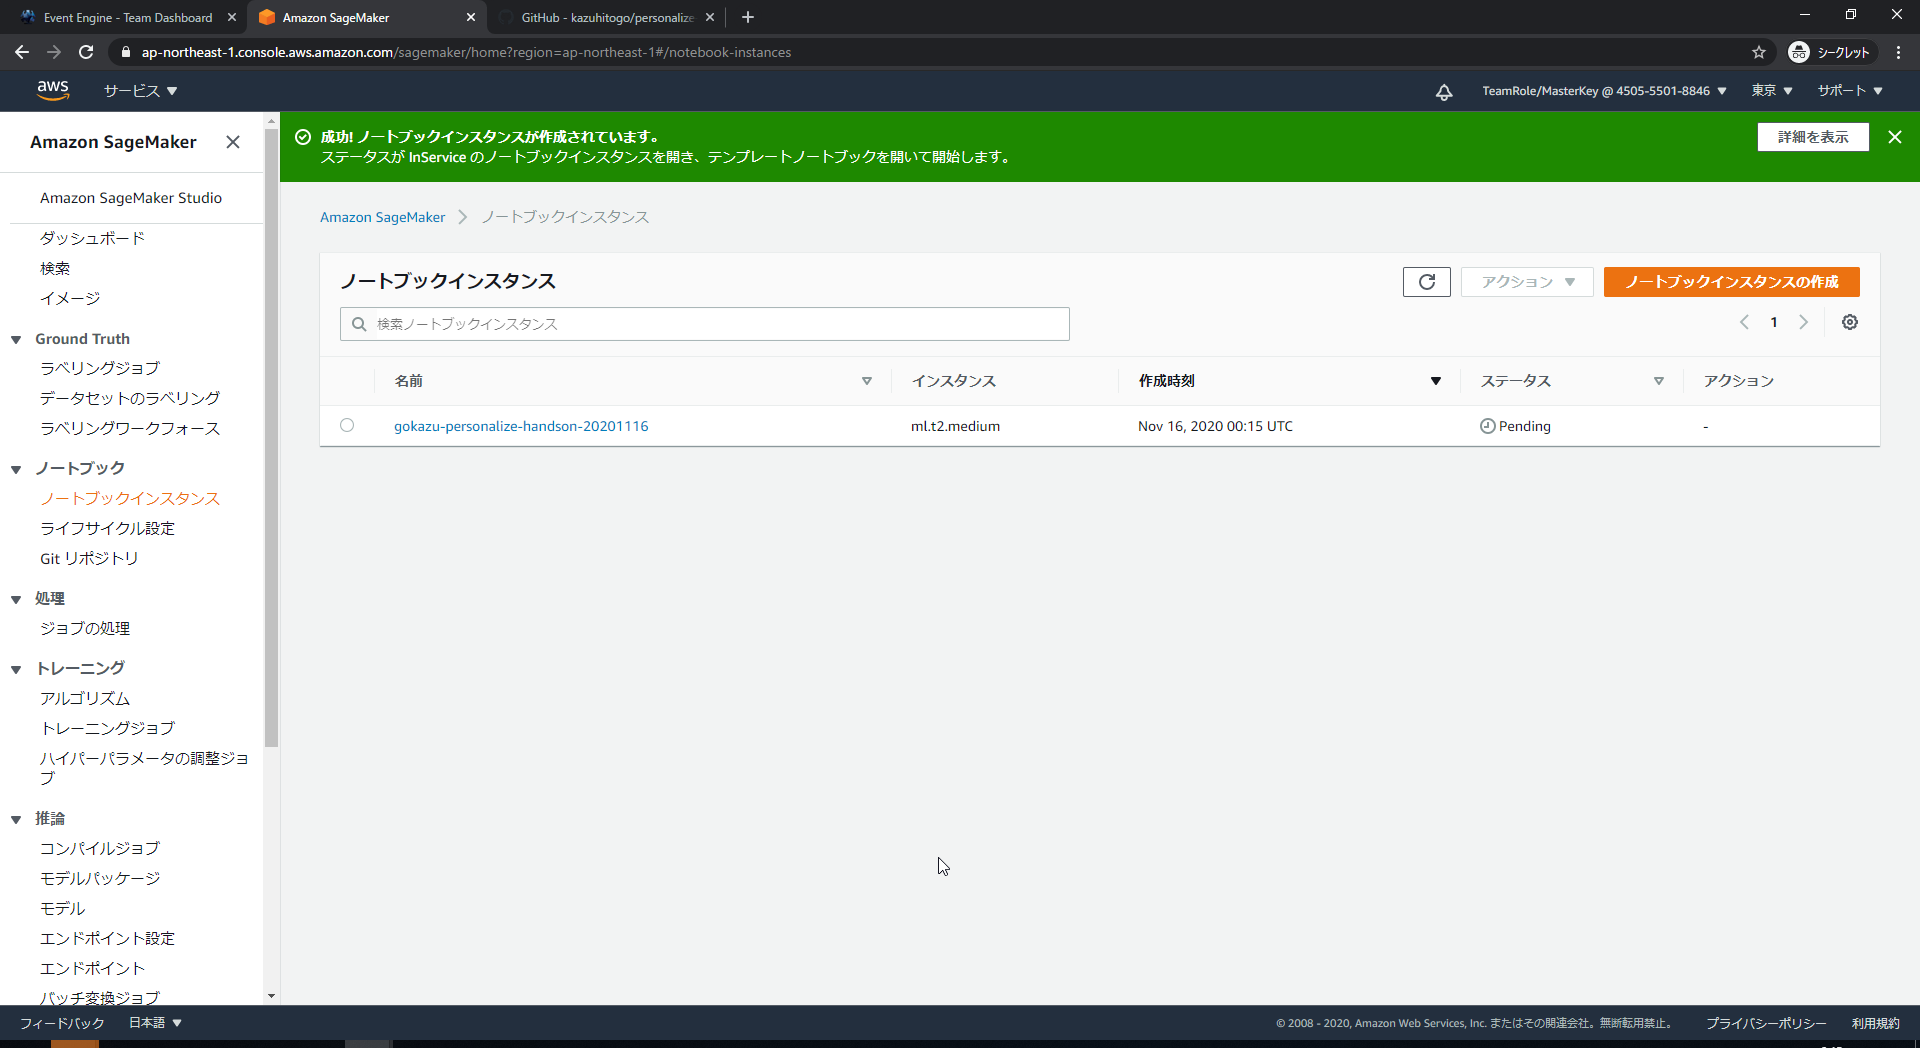 Event Engine - Team Dashboard
Amazon SageMaker
GitHub - kazuhitogo/personalize
ap-northeast-1.console.aws.amazon.com/sagemaker/home?region=ap-northeast-1#/notebook-instances
シークレット
aws
サービス
TeamRole/MasterKey @ 4505-5501-8846
東京
サポート
Amazon SageMaker
Amazon SageMaker Studio
ダッシュボード
検索
イメージ
Ground Truth
ラベリングジョブ
データセットのラベリング
ラベリングワークフォース
ノートブック
ノートブックインスタンス
ライフサイクル設定
Git リポジトリ
処理
ジョブの処理
トレーニング
アルゴリズム
トレーニングジョブ
ハイパーパラメータの調整ジョ
ブ
推論
コンパイルジョブ
モデルパッケージ
モデル
エンドポイント設定
エンドポイント
バッチ変換ジョブ
成功! ノートブックインスタンスが作成されています。
ステータスが InService のノートブックインスタンスを開き、テンプレートノートブックを開いて開始します。
詳細を表示
Amazon SageMaker
ノートブックインスタンス
ノートブックインスタンス
アクション
ノートブックインスタンスの作成
検索ノートブックインスタンス
1
名前
インスタンス
作成時刻
ステータス
アクション
gokazu-personalize-handson-20201116
ml.t2.medium
Nov 16, 2020 00:15 UTC
Pending
-
フィードバック
日本語
© 2008 - 2020, Amazon Web Services, Inc. またはその関連会社。無断転用禁止。
プライバシーポリシー
利用規約